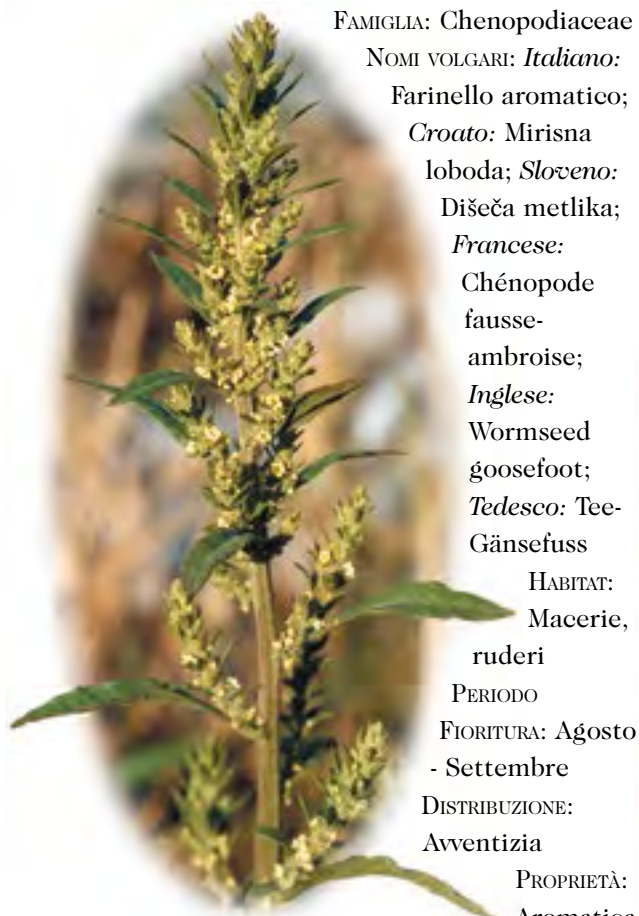 FAMIGLIA: Chenopodiaceae
NOMI VOLGARI: Italiano:
Farinello aromatico;
Croato: Mirisna
loboda; Sloveno:
Dišeča metlika;
Francese:
Chénopode
fausse-
ambroise;
Inglese:
Wormseed
goosefoot;
Tedesco: Tee-
Gänsefuss
HABITAT:
Macerie,
ruderi
PERIODO
FIORITURA: Agosto
- Settembre
DISTRIBUZIONE:
Avventizia
PROPRIETÀ: